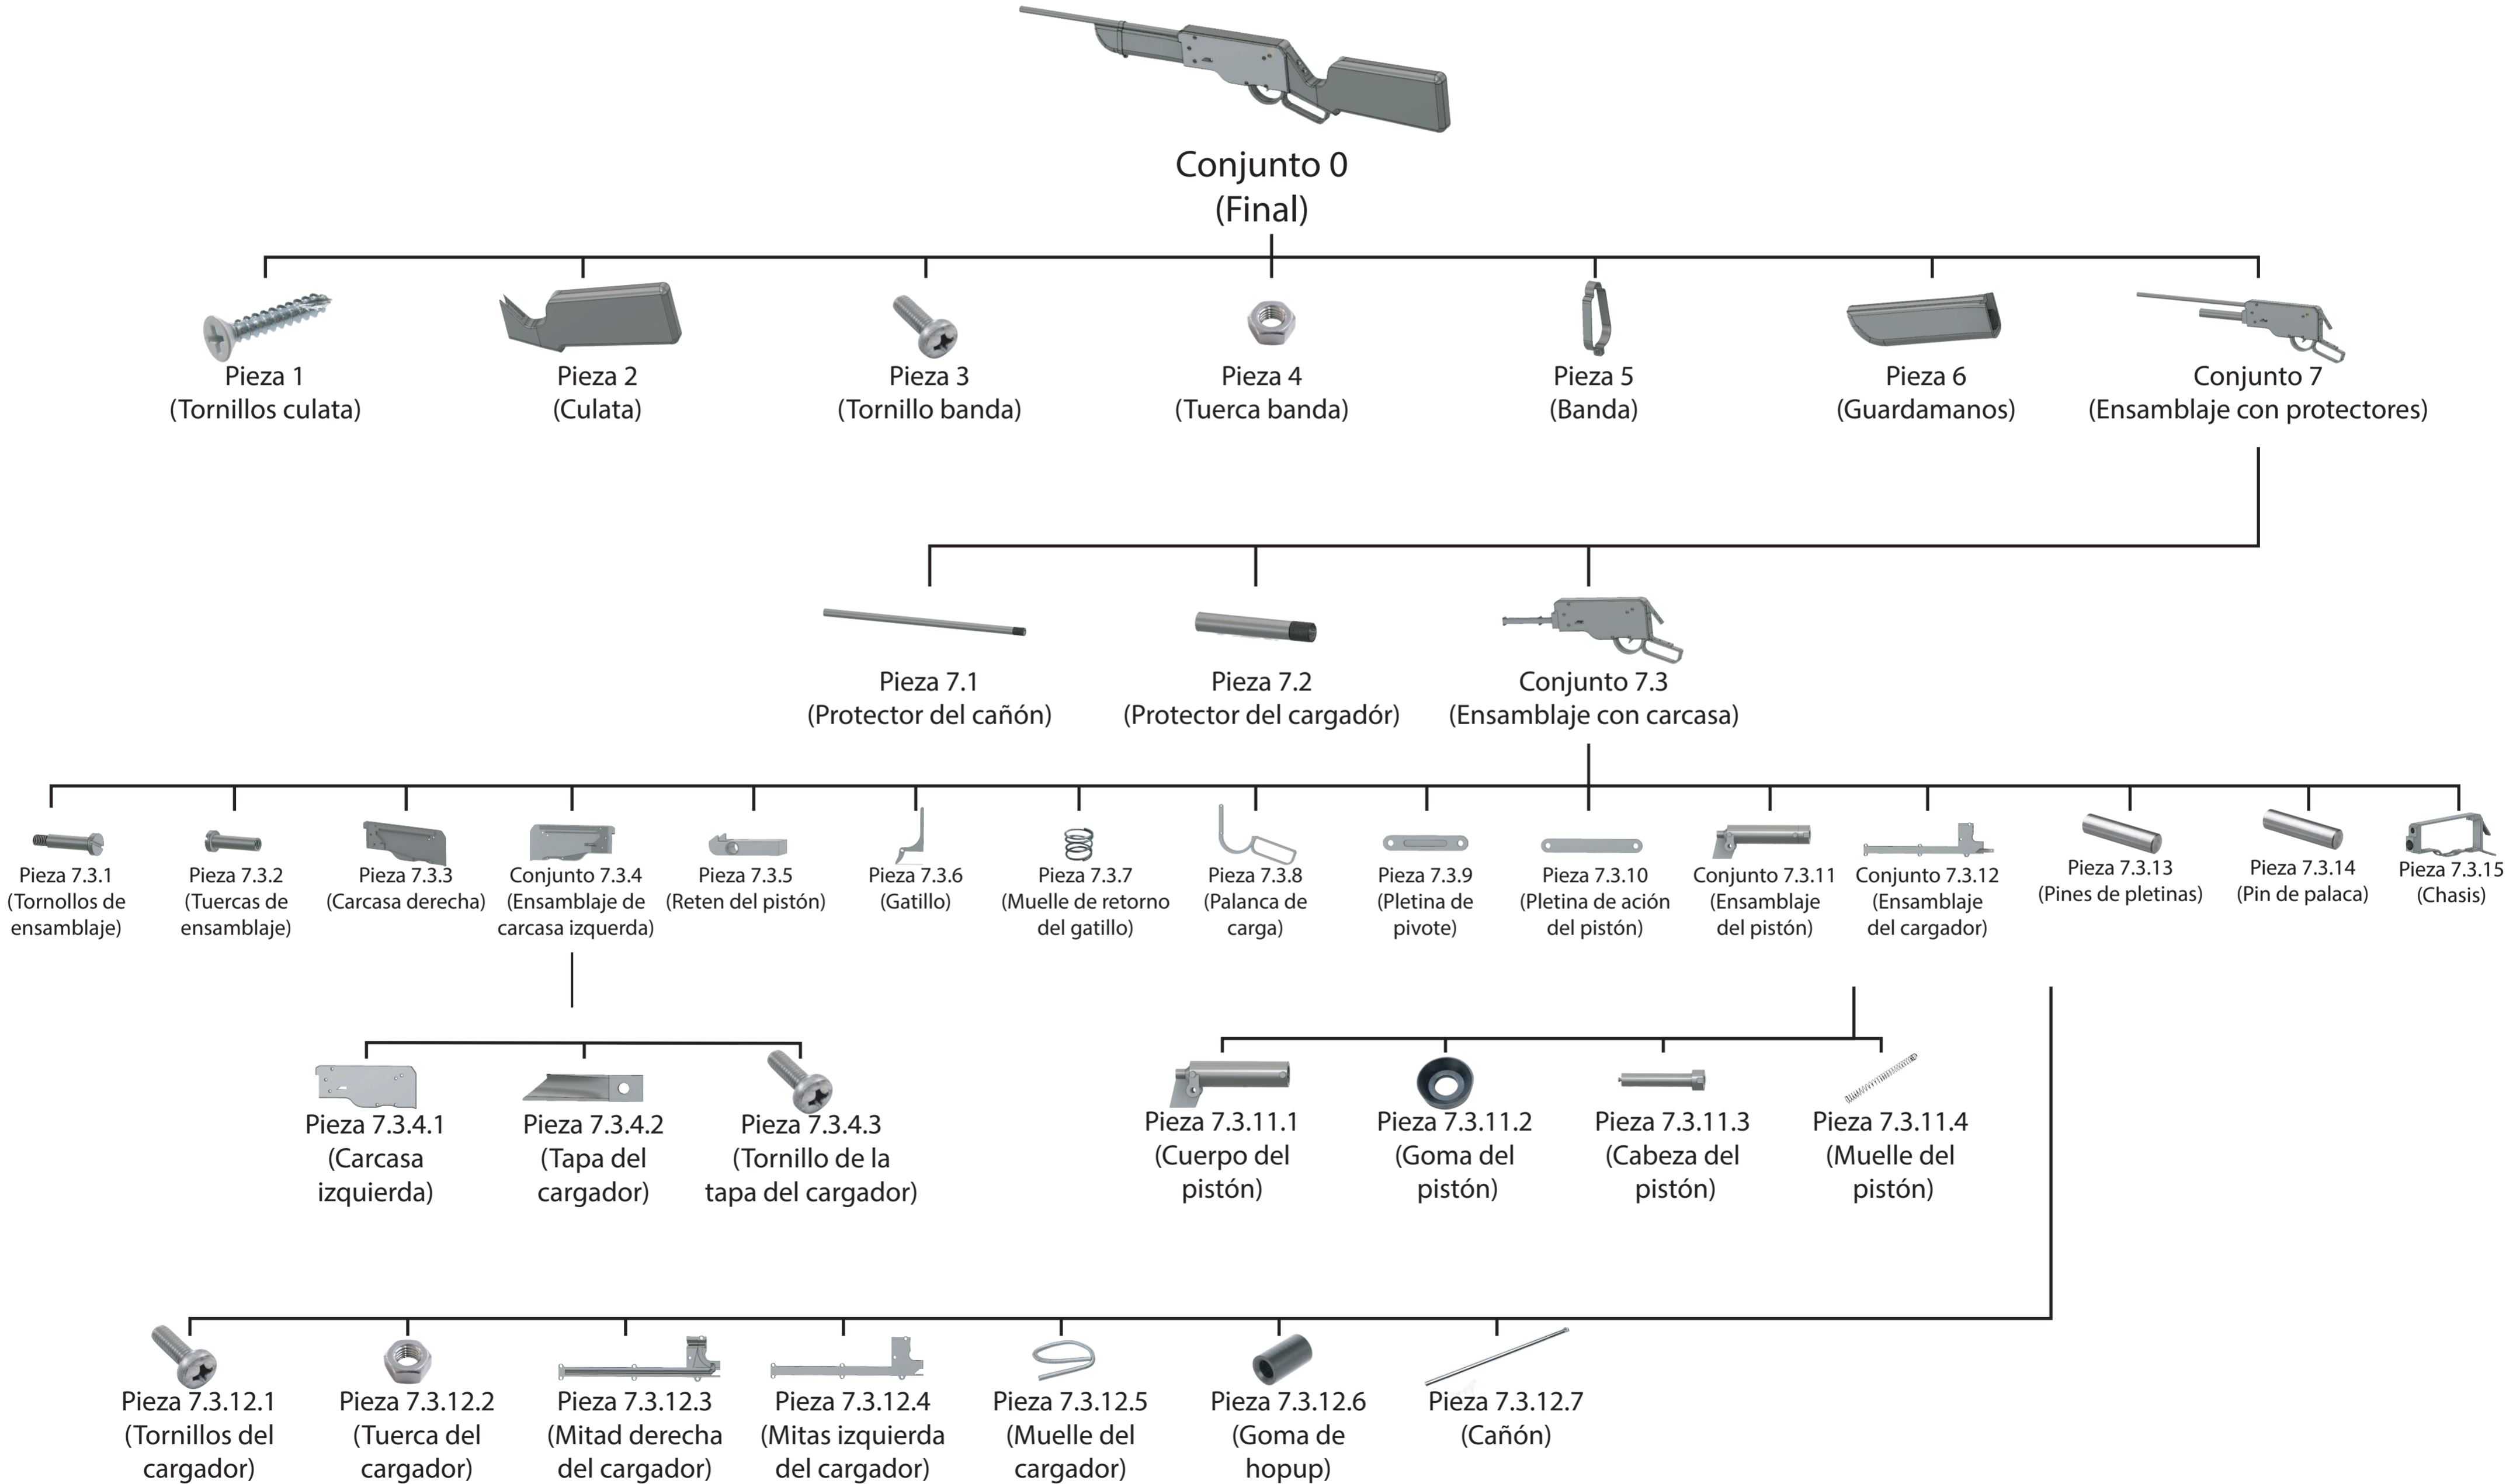 Conjunto 0
(Final)
Pieza 1
(Tornillos culata)
Pieza 2
(Culata)
Pieza 3
(Tornillo banda)
Pieza 4
(Tuerca banda)
Pieza 5
(Banda)
Pieza 6
(Guardamanos)
Conjunto 7
(Ensamblaje con protectores)
Pieza 7.1
(Protector del cañón)
Pieza 7.2
(Protector del cargadór)
Conjunto 7.3
(Ensamblaje con carcasa)
Pieza 7.3.1
(Tornollos de
ensamblaje)
Pieza 7.3.2
(Tuercas de
ensamblaje)
Pieza 7.3.3
(Carcasa derecha)
Conjunto 7.3.4
(Ensamblaje de
carcasa izquerda)
Pieza 7.3.5
(Reten del pistón)
Pieza 7.3.6
(Gatillo)
Pieza 7.3.7
(Muelle de retorno
del gatillo)
Pieza 7.3.8
(Palanca de
carga)
Pieza 7.3.9
(Pletina de
pivote)
Pieza 7.3.10
(Pletina de ación
del pistón)
Conjunto 7.3.11
(Ensamblaje
del pistón)
Conjunto 7.3.12
(Ensamblaje
del cargador)
Pieza 7.3.13
(Pines de pletinas)
Pieza 7.3.14
(Pin de palaca)
Pieza 7.3.15
(Chasis)
Pieza 7.3.4.1
(Carcasa
izquierda)
Pieza 7.3.4.2
(Tapa del
cargador)
Pieza 7.3.4.3
(Tornillo de la
tapa del cargador)
Pieza 7.3.11.1
(Cuerpo del
pistón)
Pieza 7.3.11.2
(Goma del
pistón)
Pieza 7.3.11.3
(Cabeza del
pistón)
Pieza 7.3.11.4
(Muelle del
pistón)
Pieza 7.3.12.1
(Tornillos del
cargador)
Pieza 7.3.12.2
(Tuerca del
cargador)
Pieza 7.3.12.3
(Mitad derecha
del cargador)
Pieza 7.3.12.4
(Mitas izquierda
del cargador)
Pieza 7.3.12.5
(Muelle del
cargador)
Pieza 7.3.12.6
(Goma de
hopup)
Pieza 7.3.12.7
(Cañón)